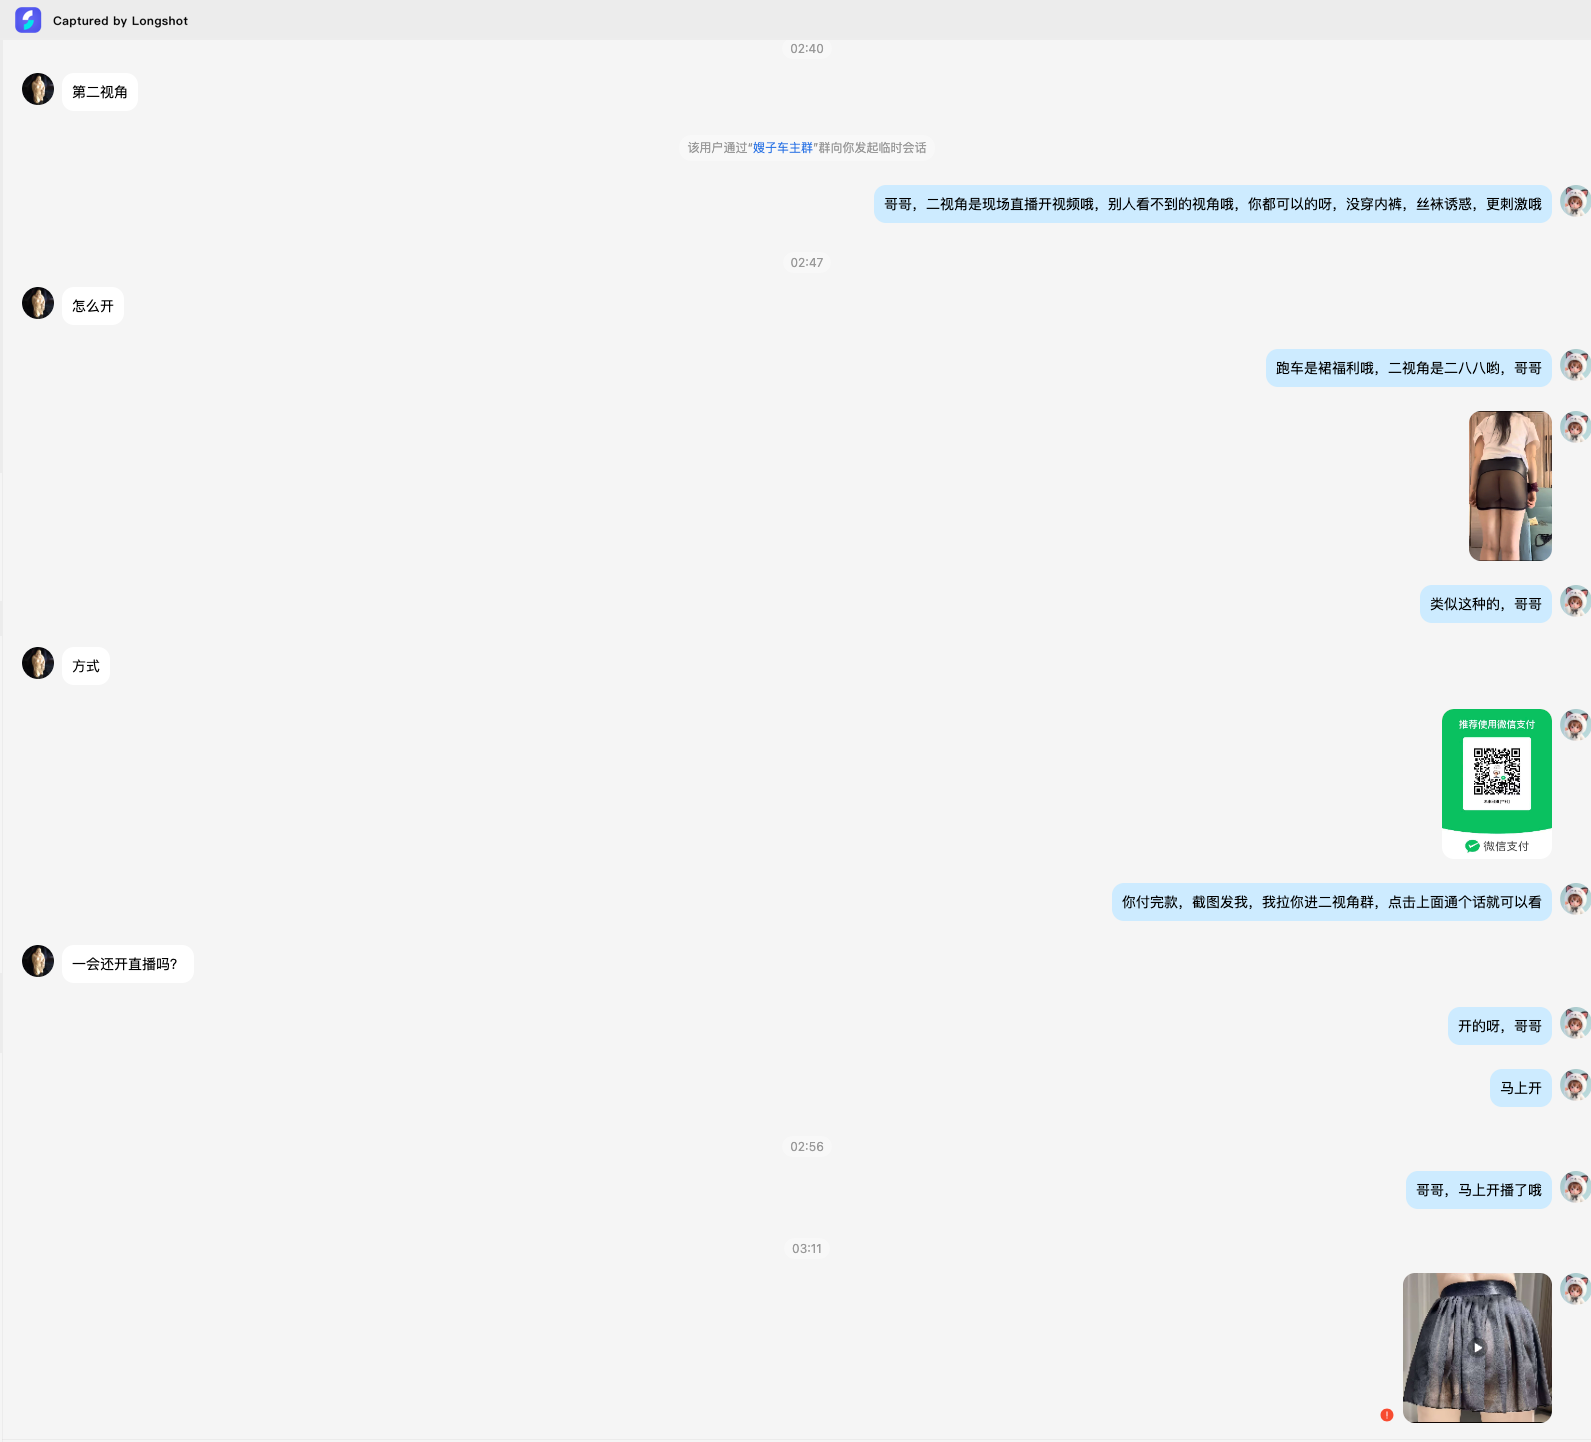 Captured by Longshot
02:40
第二视角
该用户通过“嫂子车主群”群向你发起临时会话
哥哥，二视角是现场直播开视频哦，别人看不到的视角哦，你都可以的呀，没穿内裤，丝袜诱惑，更刺激哦
02:47
怎么开
跑车是裙福利哦，二视角是二八八哟，哥哥
类似这种的，哥哥
方式
推荐使用微信支付
微信支付
你付完款，截图发我，我拉你进二视角群，点击上面通个话就可以看
一会还开直播吗？
开的呀，哥哥
马上开
02:56
哥哥，马上开播了哦
03:11